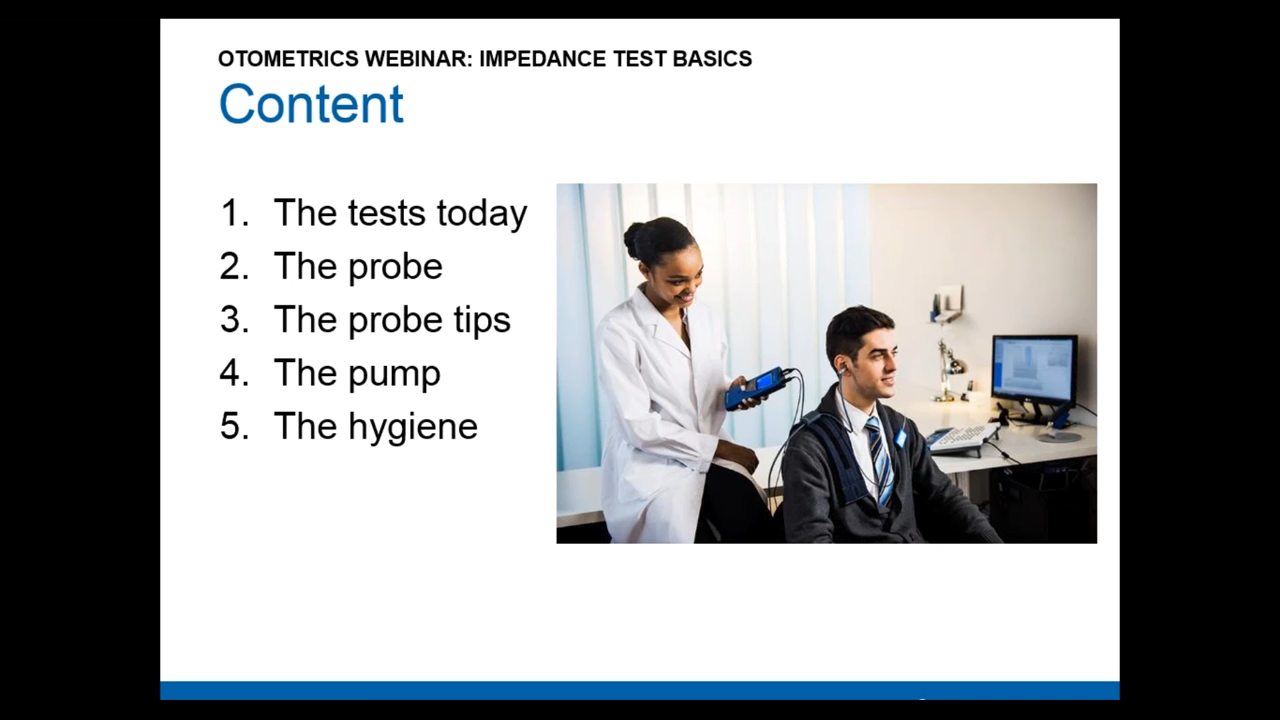 OTOMETRICS WEBINAR: IMPEDANCE TEST BASICS
Content
1. The tests today
2. The probe
3. The probe tips
4. The pump
5. The hygiene